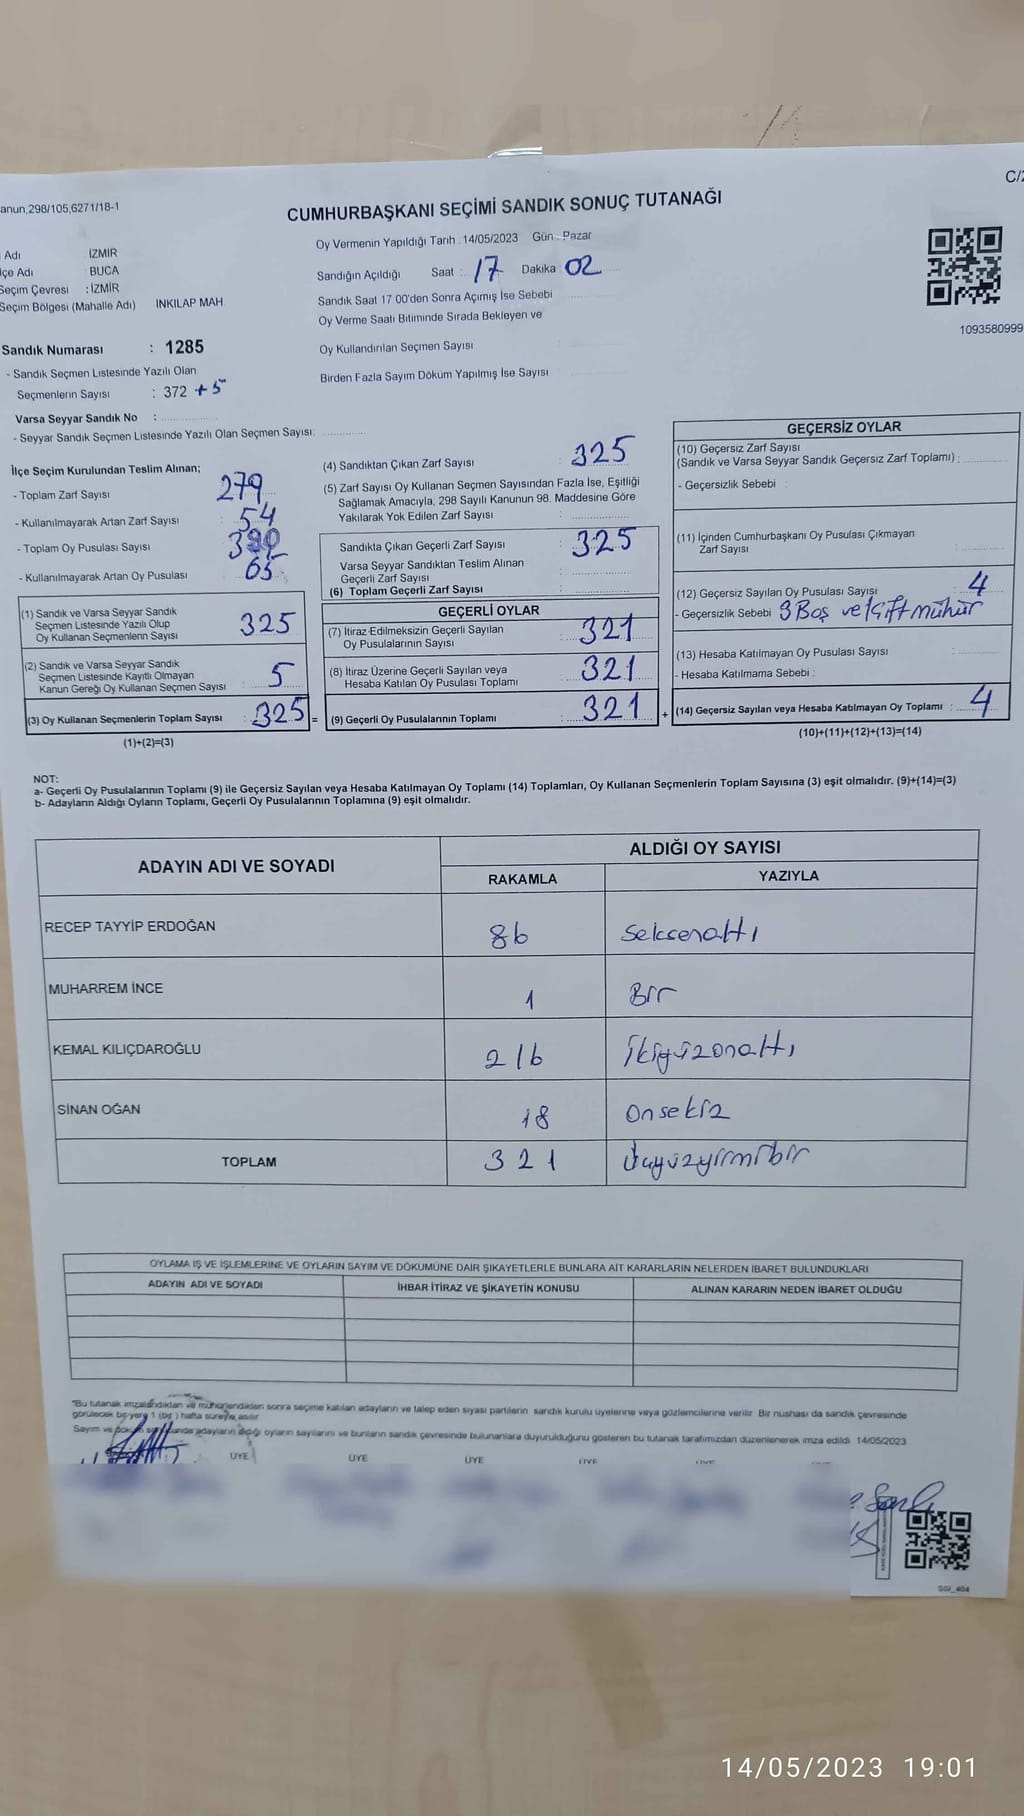 anun;298/105,6271/18-1
C/2
CUMHURBAŞKANI SEÇİMİ SANDIK SONUÇ TUTANAĞI
Adı İZMİR
lçe Adı BUCA
Seçim Çevresi : İZMİR
Seçim Bölgesi (Mahalle Adı) İNKILAP MAH.
Oy Vermenin Yapıldığı Tarih : 14/05/2023 Gün : Pazar
Sandığın Açıldığı Saat : 17 Dakika : 02
Sandık Saat 17 00'den Sonra Açımış İse Sebebi
Oy Verme Saati Bitiminde Sırada Bekleyen ve
Oy Kullandırılan Seçmen Sayısı
Birden Fazla Sayım Döküm Yapılmış İse Sayısı
1093580999
Sandık Numarası : 1285
- Sandık Seçmen Listesinde Yazılı Olan
Seçmenlerin Sayısı : 372 + 5
Varsa Seyyar Sandık No :
- Seyyar Sandık Seçmen Listesinde Yazılı Olan Seçmen Sayısı:
İlçe Seçim Kurulundan Teslim Alınan;
- Toplam Zarf Sayısı 279
- Kullanılmayarak Artan Zarf Sayısı : 54
- Toplam Oy Pusulası Sayısı
- Kullanılmayarak Artan Oy Pusulası 65
(1) Sandık ve Varsa Seyyar Sandık
Seçmen Listesinde Yazılı Olup
Oy Kullanan Seçmenlerin Sayısı 325
(2) Sandık ve Varsa Seyyar Sandık
Seçmen Listesinde Kayıtlı Olmayan
Kanun Gereği Oy Kullanan Seçmen Sayısı 5
(3) Oy Kullanan Seçmenlerin Toplam Sayısı : 325 =
(1)+(2)=(3)
(4) Sandıktan Çıkan Zarf Sayısı : 325
(5) Zarf Sayısı Oy Kullanan Seçmen Sayısından Fazla İse, Eşitliği
Sağlamak Amacıyla, 298 Sayılı Kanunun 98. Maddesine Göre
Yakılarak Yok Edilen Zarf Sayısı :
Sandıkta Çıkan Geçerli Zarf Sayısı : 325
Varsa Seyyar Sandıktan Teslim Alınan
Geçerli Zarf Sayısı
(6) Toplam Geçerli Zarf Sayısı :
GEÇERLİ OYLAR
(7) İtiraz Edilmeksizin Geçerli Sayılan
Oy Pusulalarının Sayısı : 321
(8) İtiraz Üzerine Geçerli Sayılan veya
Hesaba Katılan Oy Pusulası Toplamı : 321
(9) Geçerli Oy Pusulalarının Toplamı : 321 +
GEÇERSİZ OYLAR
(10) Geçersiz Zarf Sayısı
(Sandık ve Varsa Seyyar Sandık Geçersiz Zarf Toplamı) :
- Geçersizlik Sebebi :
(11) İçinden Cumhurbaşkanı Oy Pusulası Çıkmayan
Zarf Sayısı :
(12) Geçersiz Sayılan Oy Pusulası Sayısı : 4
- Geçersizlik Sebebi 3 Boş ve 1 çift mühür
(13) Hesaba Katılmayan Oy Pusulası Sayısı :
- Hesaba Katılmama Sebebi :
(14) Geçersiz Sayılan veya Hesaba Katılmayan Oy Toplamı : 4
(10)+(11)+(12)+(13)=(14)
NOT:
a- Geçerli Oy Pusulalarının Toplamı (9) ile Geçersiz Sayılan veya Hesaba Katılmayan Oy Toplamı (14) Toplamları, Oy Kullanan Seçmenlerin Toplam Sayısına (3) eşit olmalıdır. (9)+(14)=(3)
b- Adayların Aldığı Oyların Toplamı, Geçerli Oy Pusulalarının Toplamına (9) eşit olmalıdır.
ADAYIN ADI VE SOYADI
ALDIĞI OY SAYISI
RAKAMLA YAZIYLA
RECEP TAYYİP ERDOĞAN 86 Seksenaltı
MUHARREM İNCE 1 Bir
KEMAL KILIÇDAROĞLU 216 İkiyüzonaltı
SİNAN OĞAN 18 Onsekiz
TOPLAM 321 Üçyüzyirmibir
OYLAMA İŞ VE İŞLEMLERİNE VE OYLARIN SAYIM VE DÖKÜMÜNE DAİR ŞİKAYETLERLE BUNLARA AİT KARARLARIN NELERDEN İBARET BULUNDUKLARI
ADAYIN ADI VE SOYADI İHBAR İTİRAZ VE ŞİKAYETİN KONUSU ALINAN KARARIN NEDEN İBARET OLDUĞU
*Bu tutanak imzalandıktan ve mühürlendikten sonra seçime katılan adayların ve talep eden siyasi partilerin sandık kurulu üyelerine veya gözlemcilerine verilir. Bir nüshası da sandık çevresinde
görülecek bir yere 1 (bir) hafta süreyle asılır.
Sayım ve döküm sonucunda adayların aldığı oyların sayılarını ve bunların sandık çevresinde bulunanlara duyurulduğunu gösteren bu tutanak tarafımızdan düzenlenerek imza edildi. 14/05/2023
ÜYE ÜYE ÜYE ÜYE
SGI_404
14/05/2023 19:01